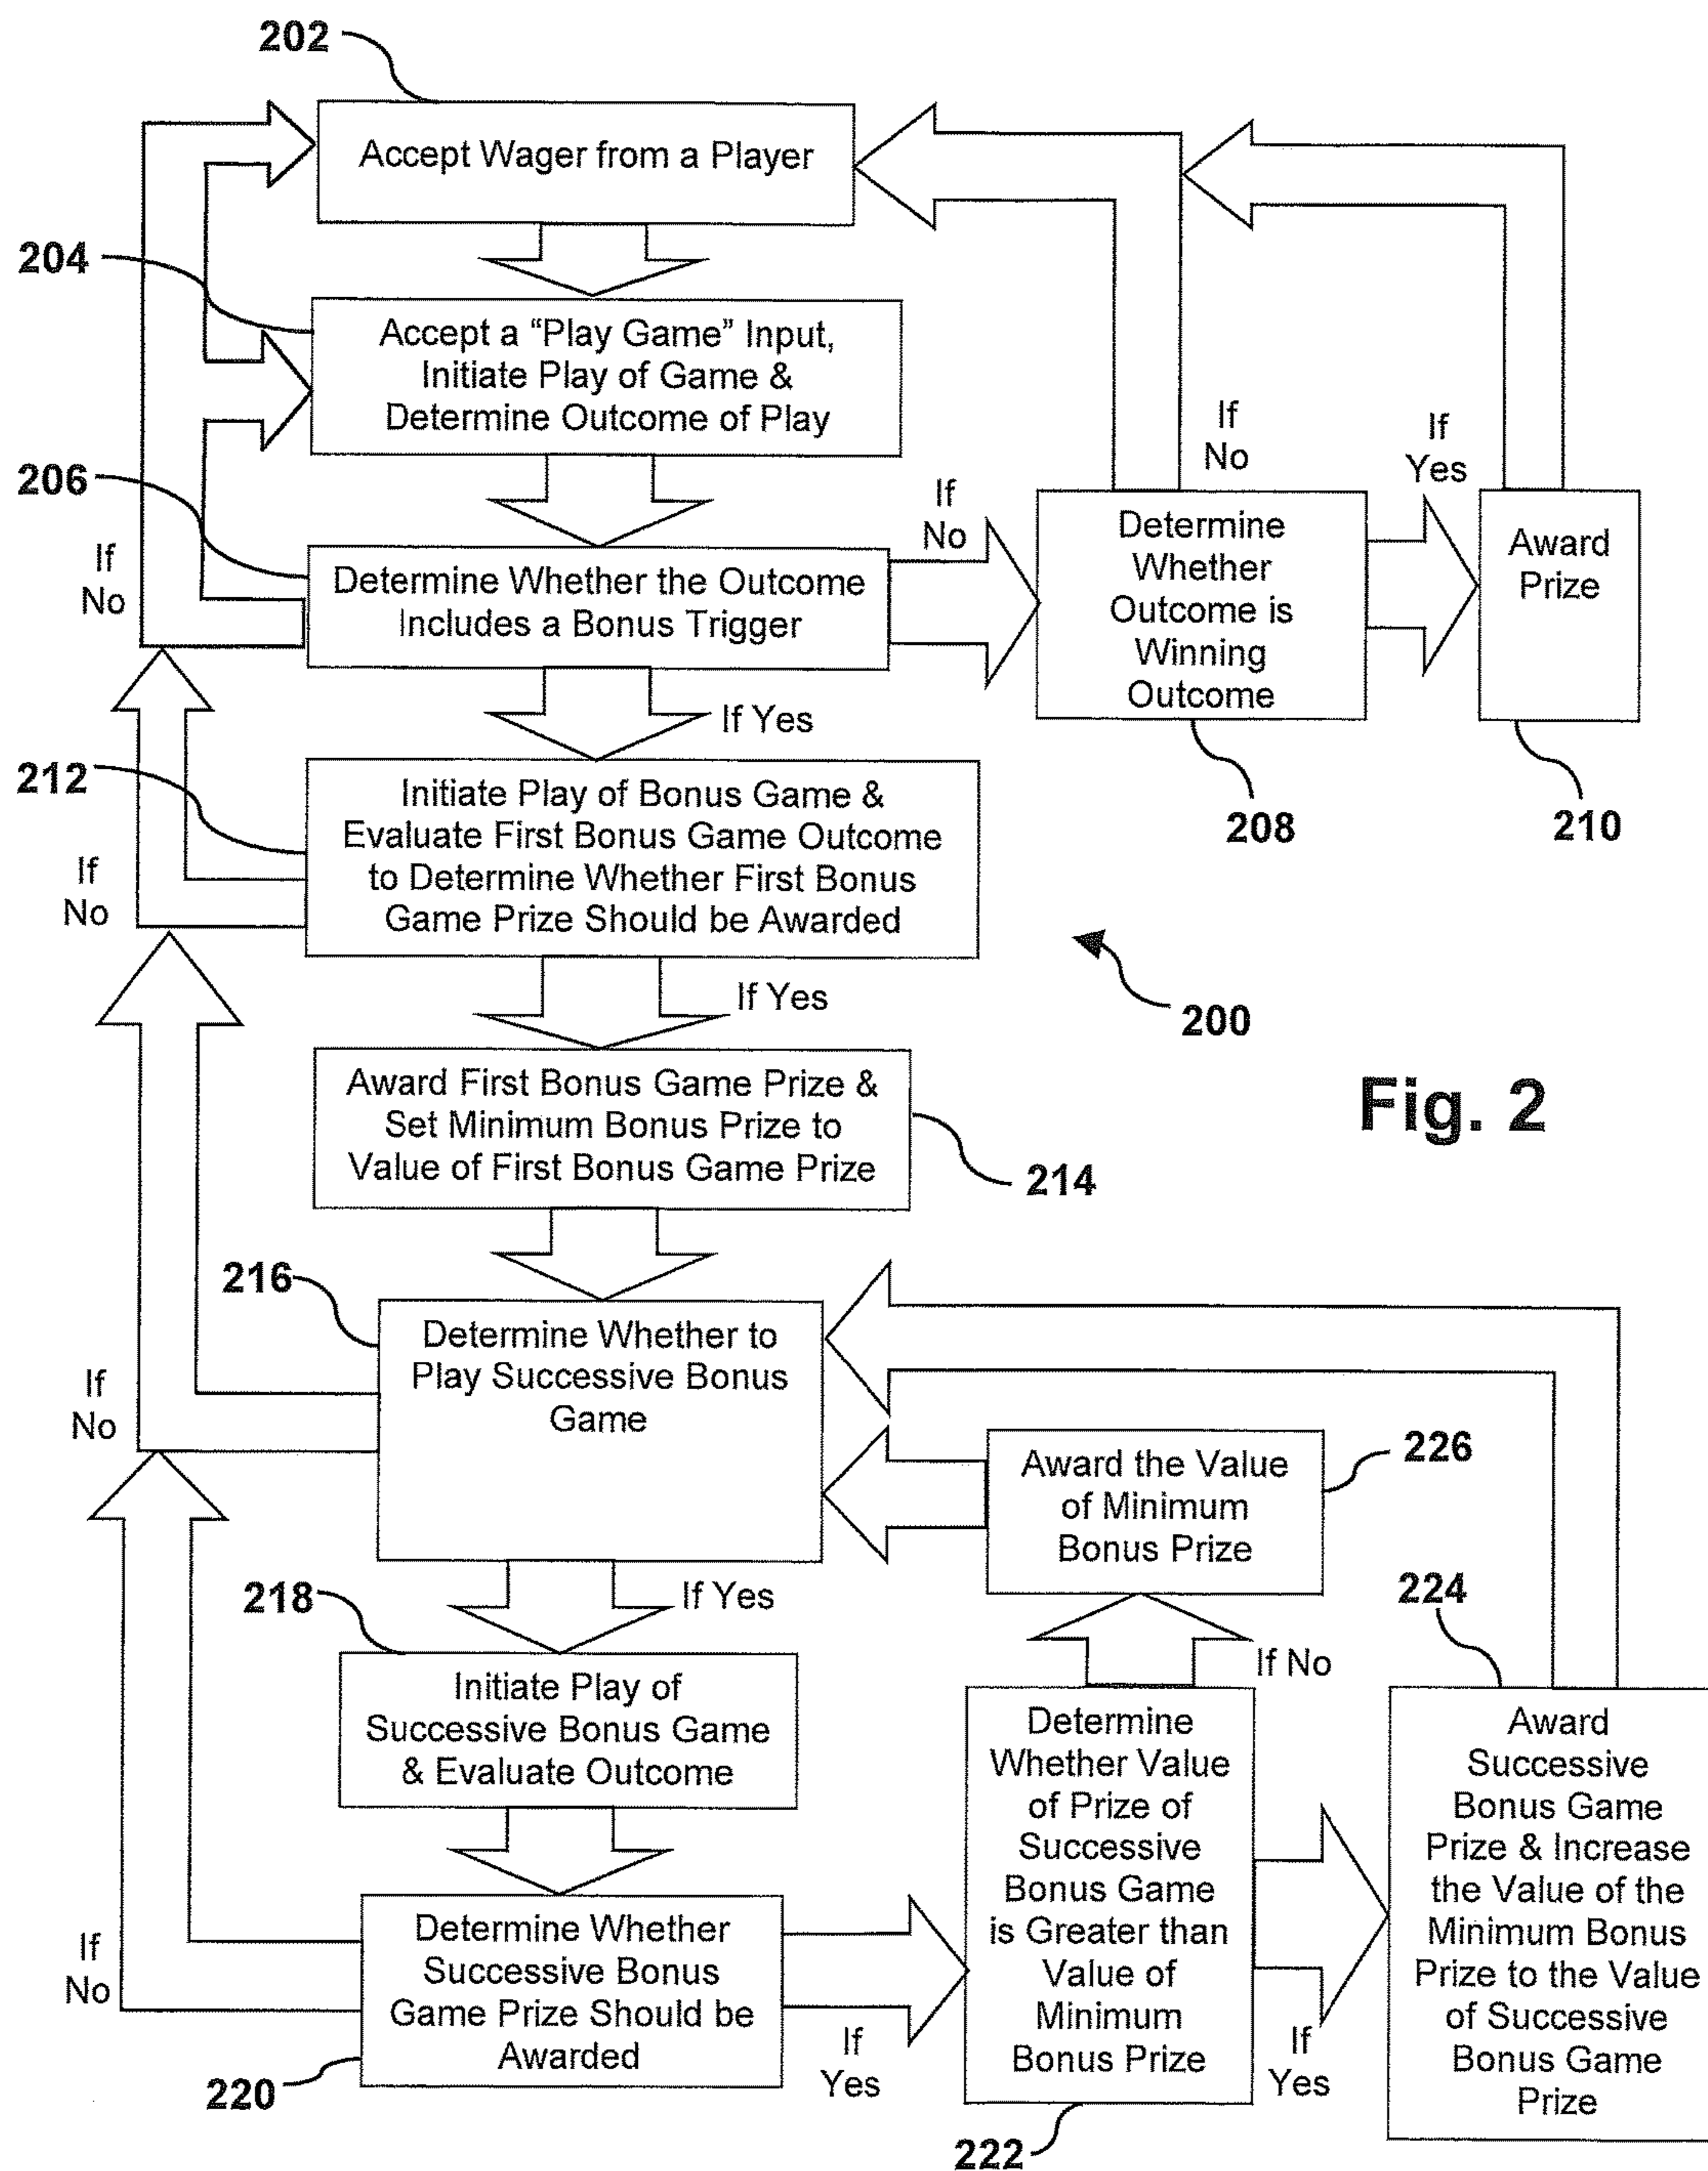 202
Accept Wager from a Player
204
Accept a “Play Game” Input,
Initiate Play of Game &
Determine Outcome of Play
206
If
No
Determine Whether the Outcome
Includes a Bonus Trigger
If
No
Determine
Whether
Outcome is
Winning
Outcome
208
If
No
If
Yes
Award
Prize
210
If Yes
212
If
No
Initiate Play of Bonus Game &
Evaluate First Bonus Game Outcome
to Determine Whether First Bonus
Game Prize Should be Awarded
If Yes
200
Fig. 2
Award First Bonus Game Prize &
Set Minimum Bonus Prize to
Value of First Bonus Game Prize
214
216
If
No
Determine Whether to
Play Successive Bonus
Game
Award the Value
of Minimum
Bonus Prize
226
If Yes
218
Initiate Play of
Successive Bonus Game
& Evaluate Outcome
If
No
Determine Whether
Successive Bonus
Game Prize Should be
Awarded
220
If
Yes
If No
Determine
Whether Value
of Prize of
Successive
Bonus Game
is Greater than
Value of
Minimum
Bonus Prize
222
If
Yes
224
Award
Successive
Bonus Game
Prize & Increase
the Value of the
Minimum Bonus
Prize to the Value
of Successive
Bonus Game
Prize